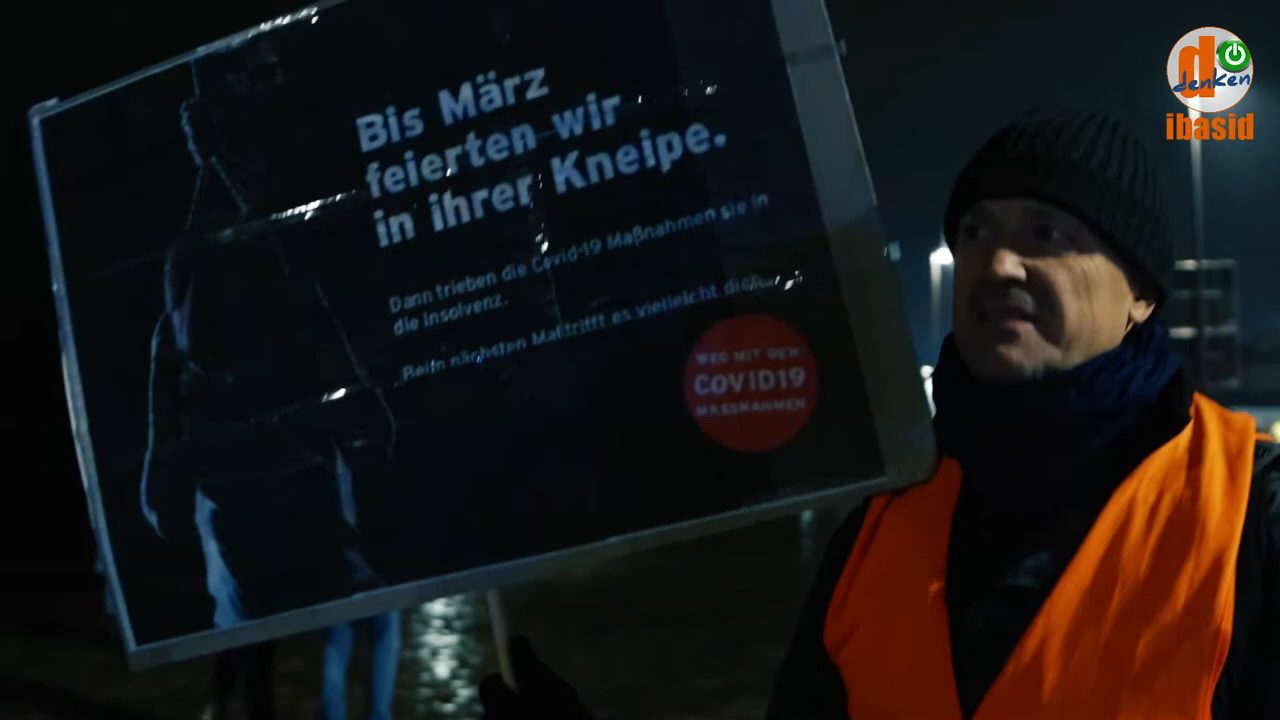 Bis März
feierten wir
in ihrer Kneipe.
Dann trieben die Covid-19 Maßnahmen sie in
die Insolvenz.
Beim nächsten Mal trifft es vielleicht
WEG MIT DEN
COVID19
MASSNAHMEN
d
denken
ibasid